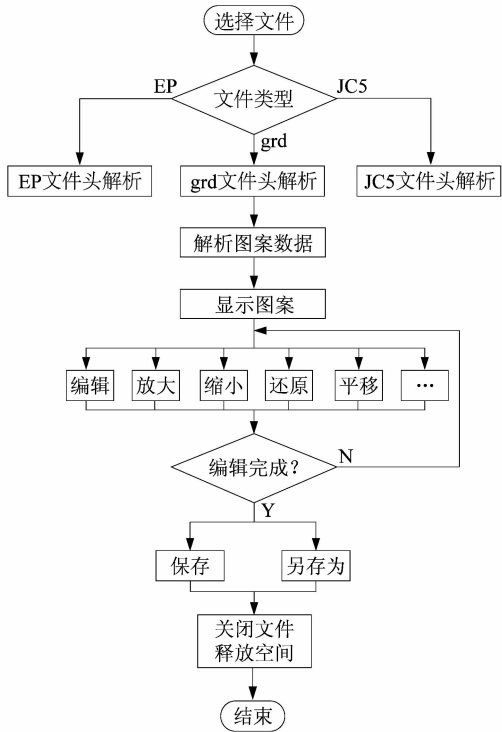 选择文件
EP
文件类型
JC5
grd
EP文件头解析
grd文件头解析
JC5文件头解析
解析图案数据
显示图案
编辑
放大
缩小
还原
平移
…
编辑完成？
N
Y
保存
另存为
关闭文件
释放空间
结束